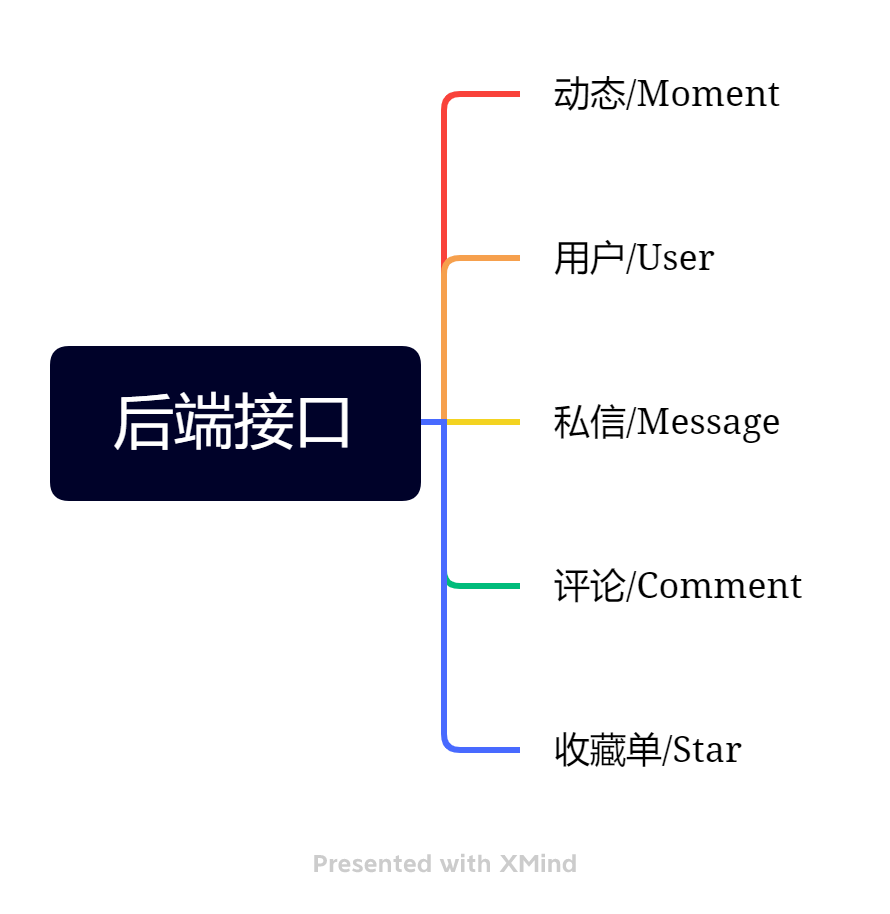 后端接口
动态/Moment
用户/User
私信/Message
评论/Comment
收藏单/Star
Presented with XMind